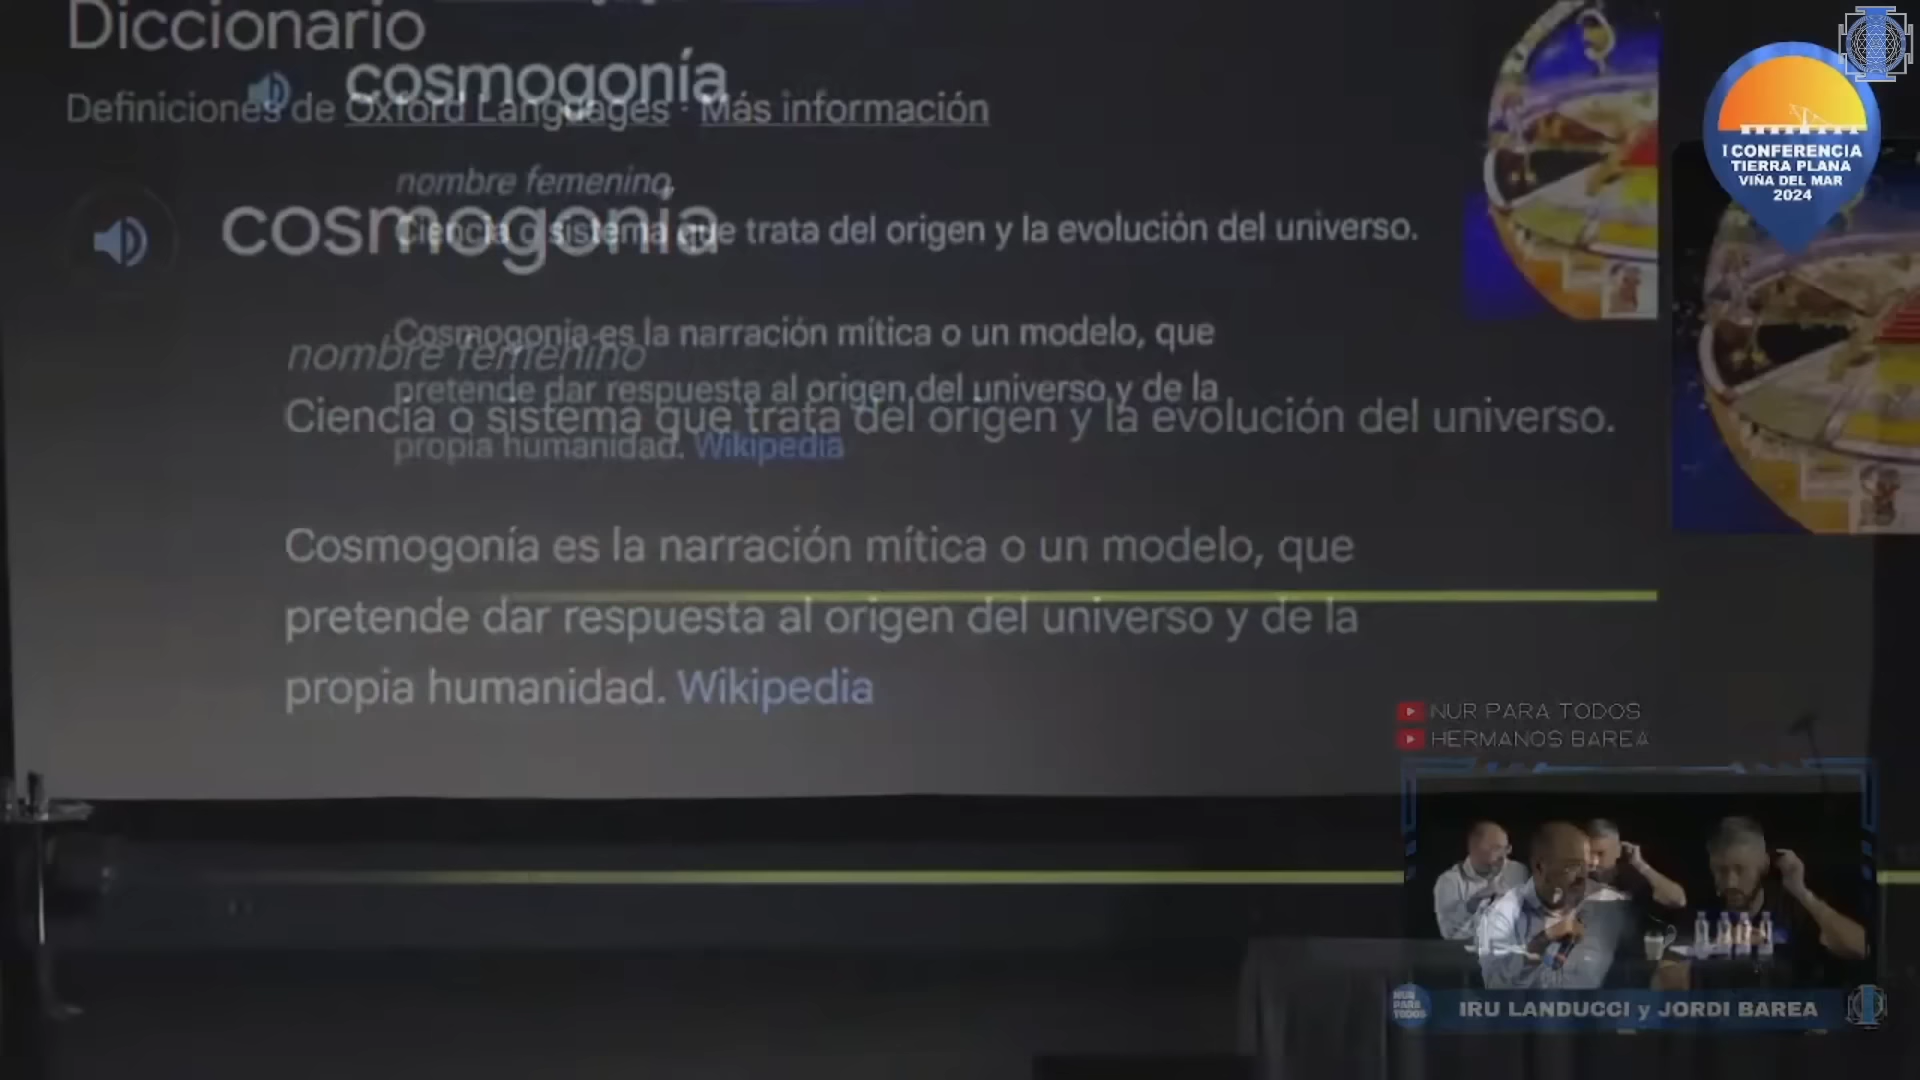 Diccionario
cosmogonía
Definiciones de Oxford Languages · Más información
nombre femenino
cosmogonía
Ciencia o sistema que trata del origen y la evolución del universo.
Cosmogonía es la narración mítica o un modelo, que
nombre femenino
pretende dar respuesta al origen del universo y de la
Ciencia o sistema que trata del origen y la evolución del universo.
propia humanidad. Wikipedia
Cosmogonía es la narración mítica o un modelo, que
pretende dar respuesta al origen del universo y de la
propia humanidad. Wikipedia
I CONFERENCIA
TIERRA PLANA
VIÑA DEL MAR
2024
NUR PARA TODOS
HERMANOS BAREA
NUR
PARA
TODOS
IRU LANDUCCI y JORDI BAREA